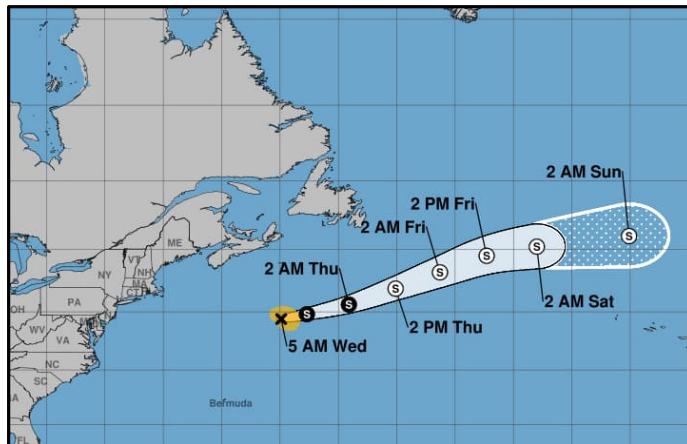 2 AM Sun
2 PM Fri
2 AM Fri
2 AM Thu
2 AM Sat
2 PM Thu
5 AM Wed
S
S
S
S
S
S
S
ME
VT
NH
NY
MA
CT
PA
OH
WV
VA
NC
SC
FL
Bermuda